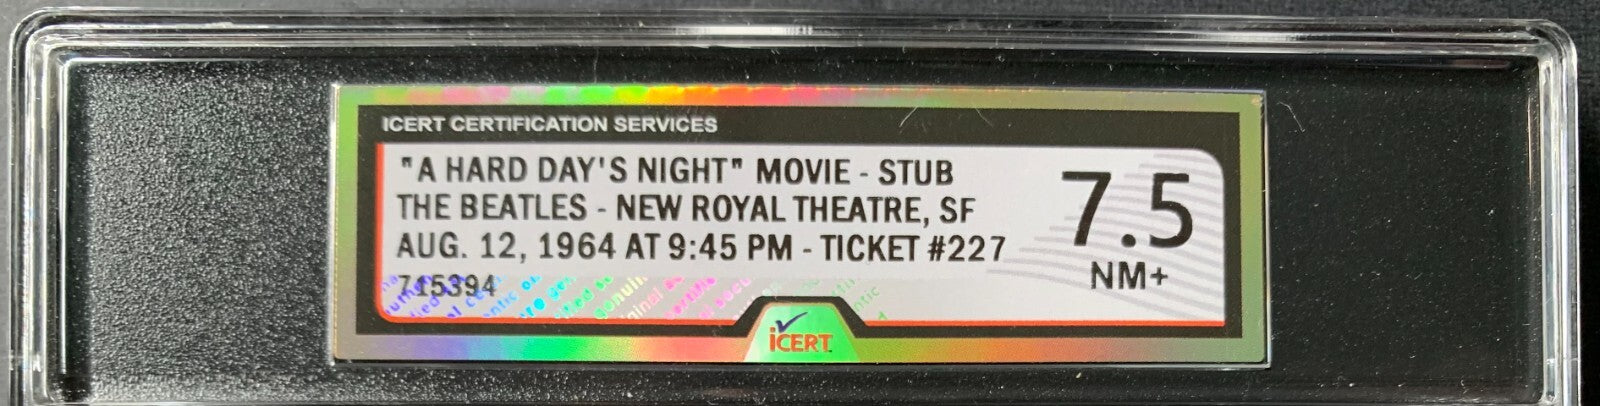 ICERT CERTIFICATION SERVICES
"A HARD DAY'S NIGHT" MOVIE - STUB
THE BEATLES - NEW ROYAL THEATRE, SF
AUG. 12, 1964 AT 9:45 PM - TICKET #227
715394
7.5
NM+
iCERT